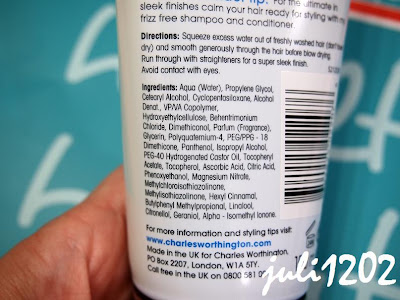 sleek finishes calm your hair ready for styling with my
frizz free shampoo and conditioner.
Directions: Squeeze excess water out of freshly washed hair (don't
dry) and smooth generously through the hair before blow drying.
Run through with straighteners for a super sleek finish.
Avoid contact with eyes.
Ingredients: Aqua (Water), Propylene Glycol,
Cetearyl Alcohol, Cyclopentasiloxane, Alcohol
Denat., VP/VA Copolymer,
Hydroxyethylcellulose, Behentrimonium
Chloride, Dimethiconol, Parfum (Fragrance),
Glycerin, Polyquaternium-4, PEG/PPG - 18
Dimethicone, Panthenol, Isopropyl Alcohol,
PEG-40 Hydrogenated Castor Oil, Tocopheryl
Acetate, Tocopherol, Ascorbic Acid, Citric Acid,
Phenoxyethanol, Magnesium Nitrate,
Methylchloroisothiazolinone,
Methylisothiazolinone, Hexyl Cinnamal,
Butylphenyl Methylpropional, Linalool,
Citronellol, Geraniol, Alpha - Isomethyl Ionone.
For more information and styling tips visit
www.charlesworthington.com
Made in the UK for Charles Worthington,
PO Box 2207, London, W1A 5TY.
Call free in the UK on 0800 581 0
juli1202